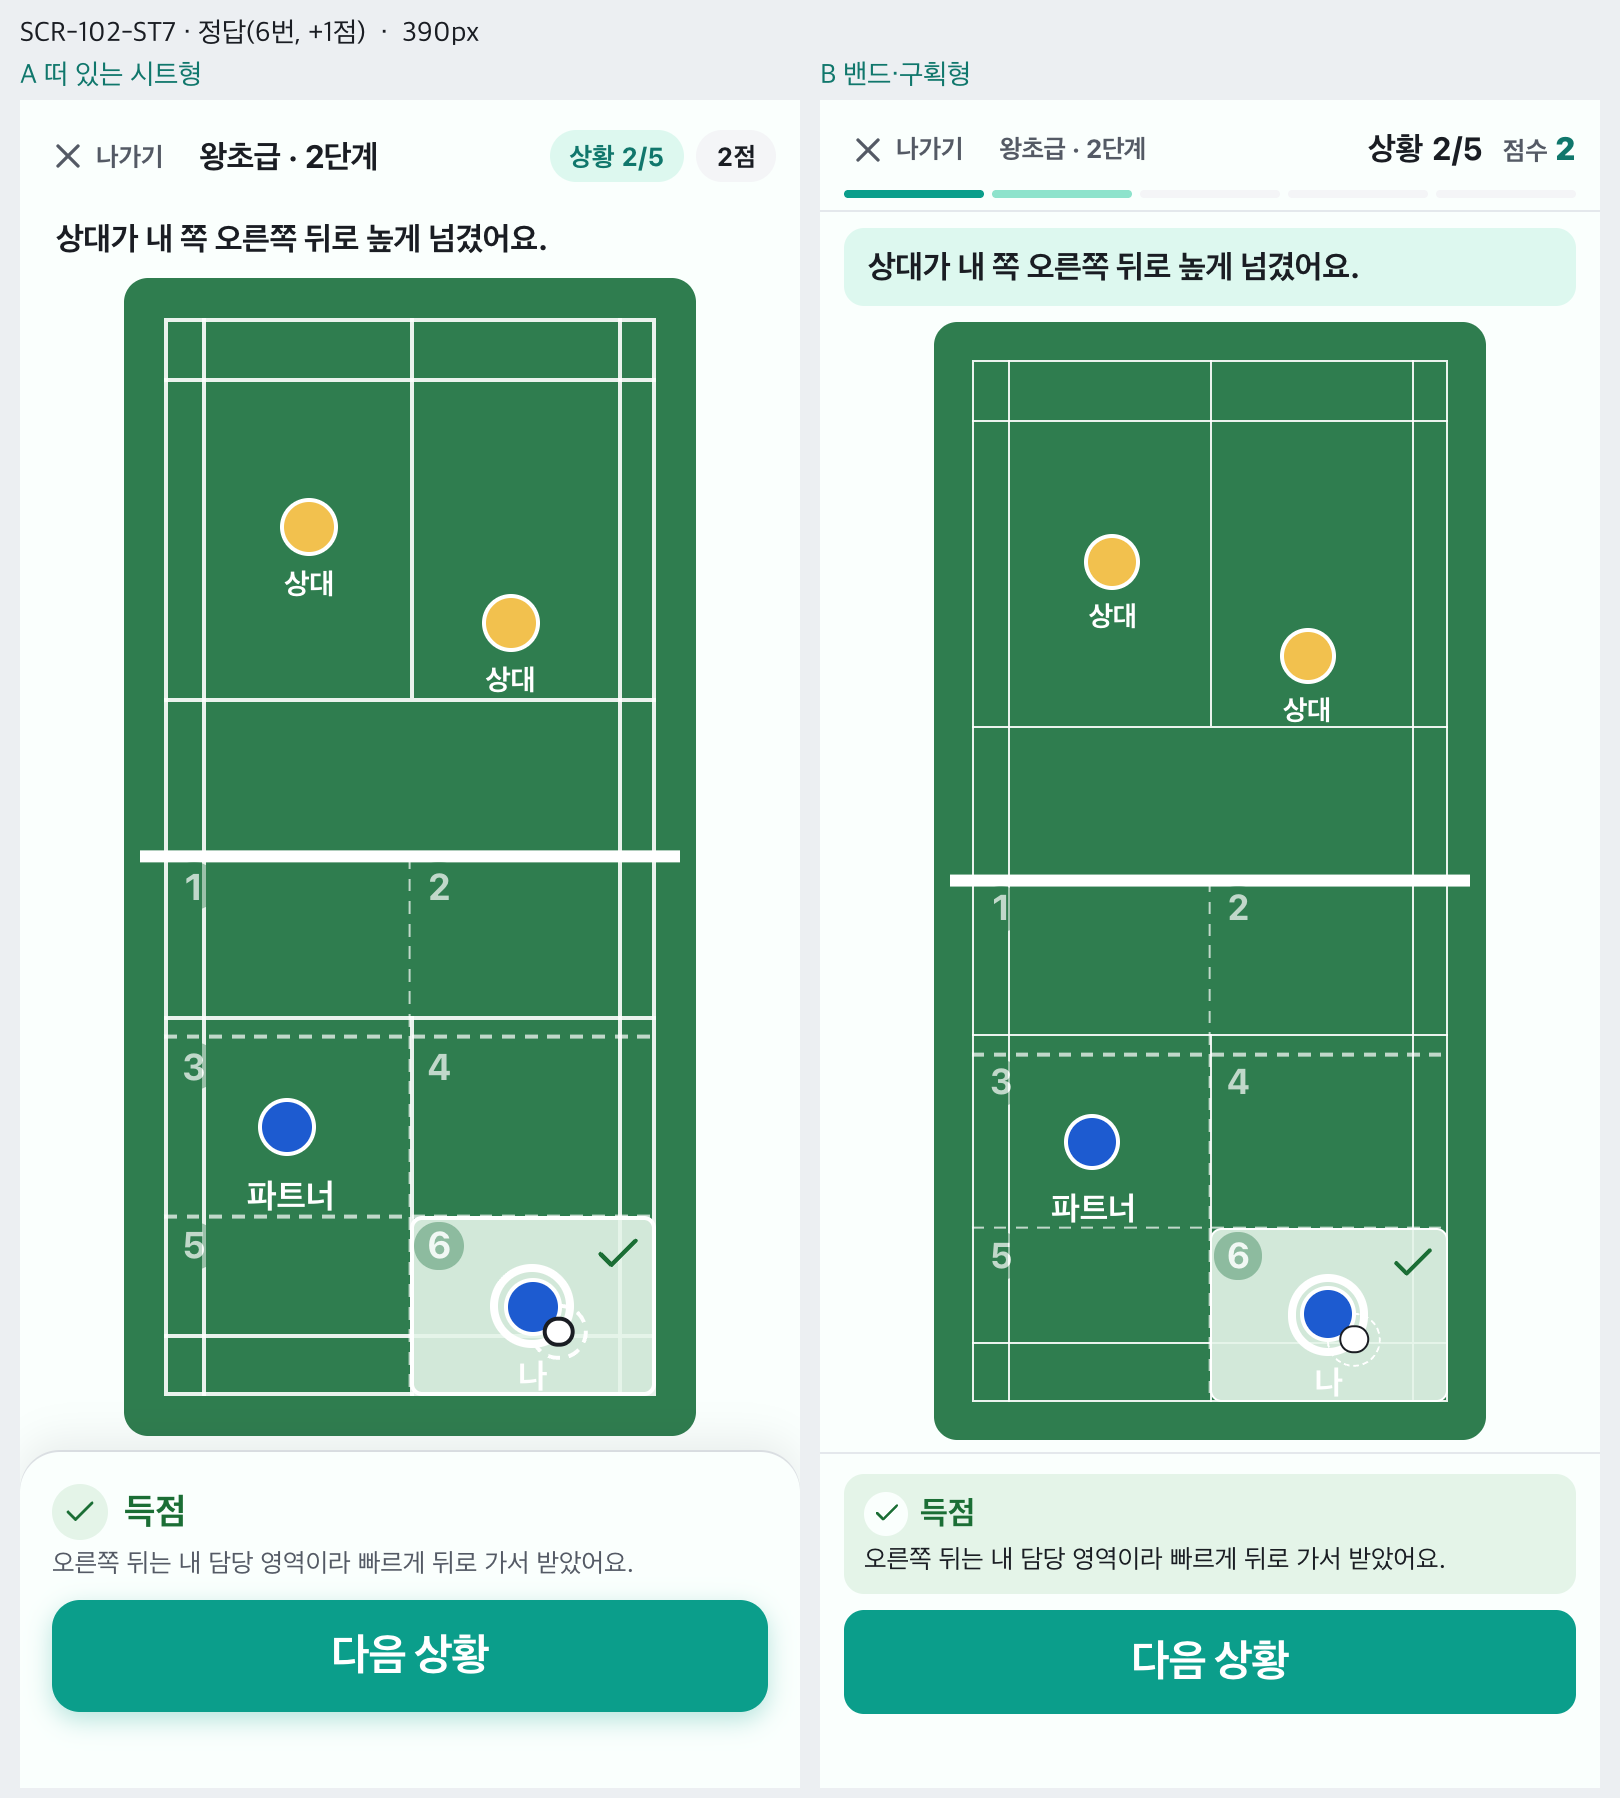 SCR-102-ST7 · 정답(6번, +1점) · 390px
A 떠 있는 시트형
나가기 왕초급 · 2단계 상황 2/5 2점
상대가 내 쪽 오른쪽 뒤로 높게 넘겼어요.
상대
상대
1 2
3 4
파트너
5 6
나
득점
오른쪽 뒤는 내 담당 영역이라 빠르게 뒤로 가서 받았어요.
다음 상황
B 밴드·구획형
나가기 왕초급 · 2단계 상황 2/5 점수 2
상대가 내 쪽 오른쪽 뒤로 높게 넘겼어요.
상대
상대
1 2
3 4
파트너
5 6
나
득점
오른쪽 뒤는 내 담당 영역이라 빠르게 뒤로 가서 받았어요.
다음 상황